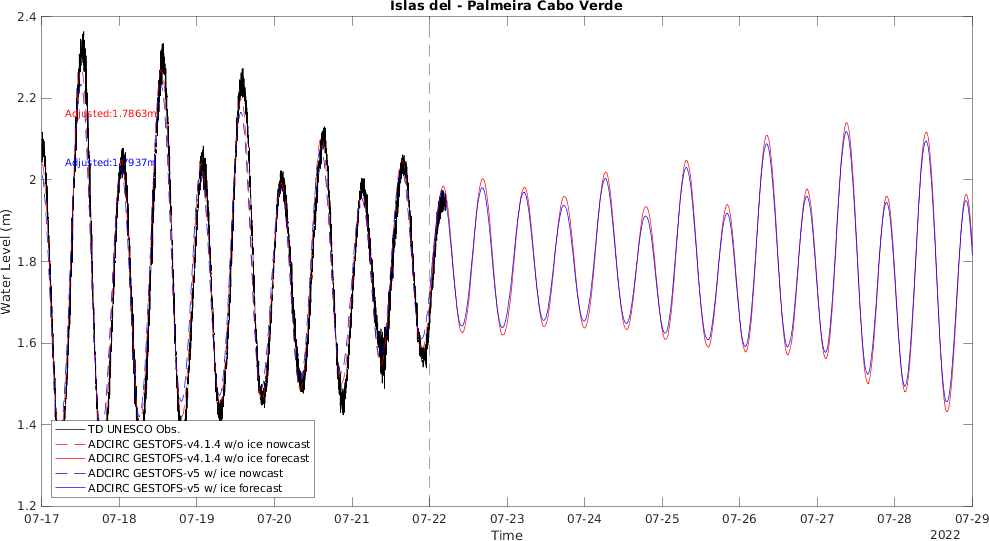 Islas del - Palmeira Cabo Verde
2.4
2.2
2
1.8
1.6
1.4
1.2
Water Level (m)
Adjusted:1.7863m
Adjusted:1.7937m
TD UNESCO Obs.
ADCIRC GESTOFS-v4.1.4 w/o ice nowcast
ADCIRC GESTOFS-v4.1.4 w/o ice forecast
ADCIRC GESTOFS-v5 w/ ice nowcast
ADCIRC GESTOFS-v5 w/ ice forecast
07-17 07-18 07-19 07-20 07-21 07-22 07-23 07-24 07-25 07-26 07-27 07-28 07-29
Time
2022